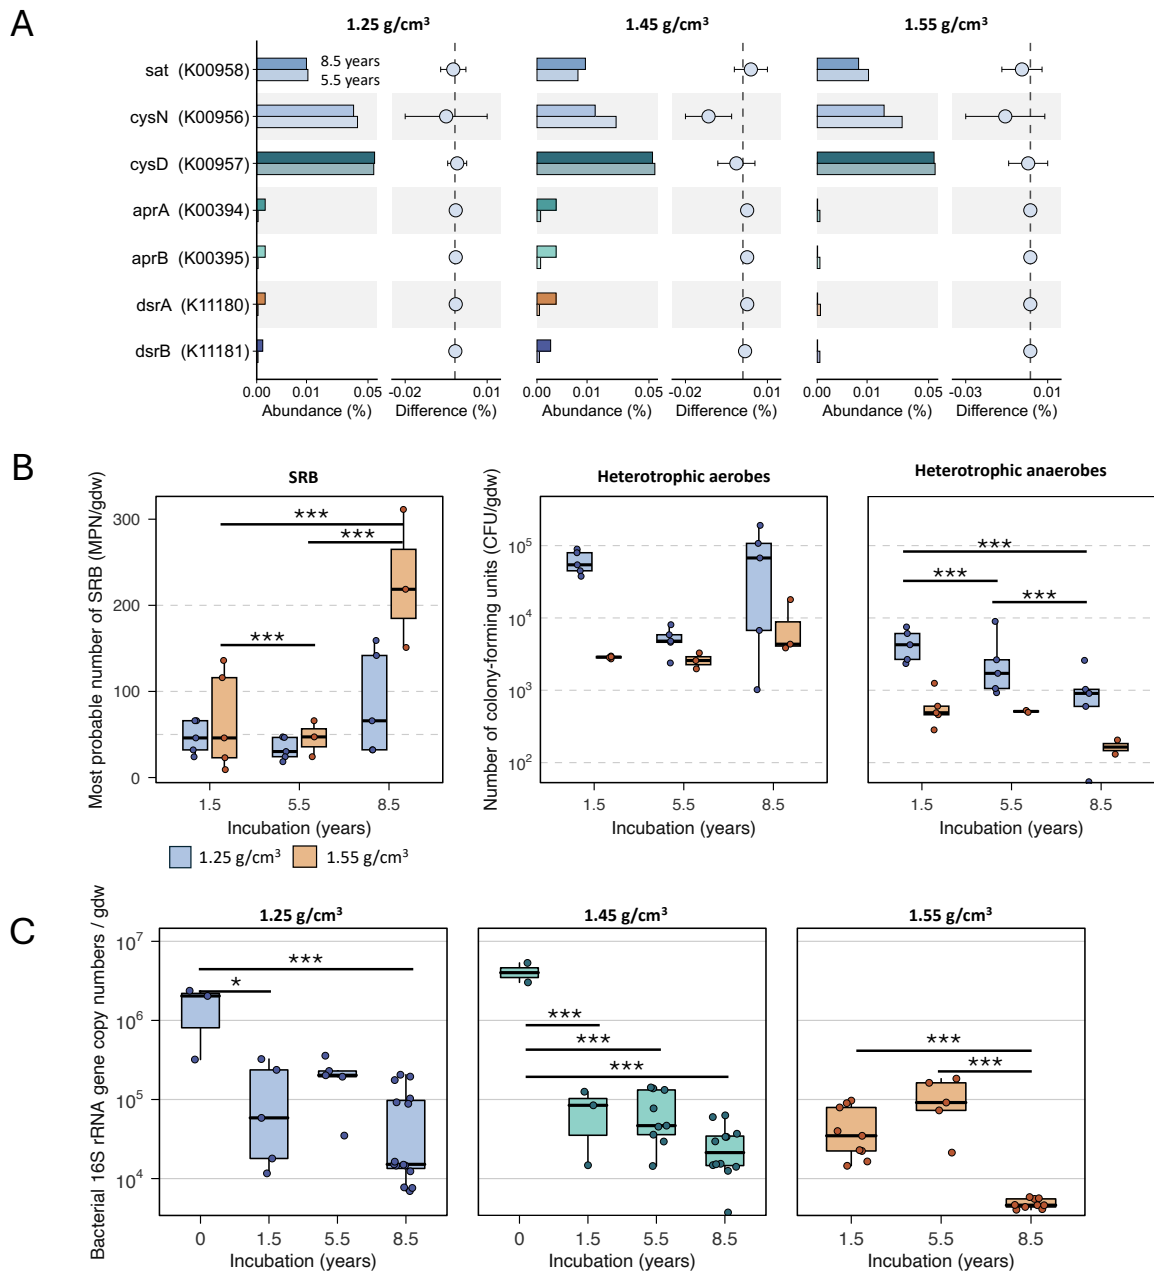 A
1.25 g/cm³
1.45 g/cm³
1.55 g/cm³
sat (K00958)
8.5 years
5.5 years
cysN (K00956)
cysD (K00957)
aprA (K00394)
aprB (K00395)
dsrA (K11180)
dsrB (K11181)
0.00 0.01 0.05 -0.02 0.01 0.00 0.01 0.05 -0.02 0.01 0.00 0.01 0.05 -0.03 0.01
Abundance (%) Difference (%) Abundance (%) Difference (%) Abundance (%) Difference (%)
B
SRB
Heterotrophic aerobes
Heterotrophic anaerobes
Most probable number of SRB (MPN/gdw)
300
200
100
0
***
***
***
1.5 5.5 8.5
Incubation (years)
Number of colony-forming units (CFU/gdw)
10⁵
10⁴
10³
10²
1.5 5.5 8.5
Incubation (years)
10⁵
10⁴
10³
10²
***
***
***
1.5 5.5 8.5
Incubation (years)
1.25 g/cm³ 1.55 g/cm³
C
1.25 g/cm³
1.45 g/cm³
1.55 g/cm³
Bacterial 16S rRNA gene copy numbers / gdw
10⁷
10⁶
10⁵
10⁴
***
*
0 1.5 5.5 8.5
Incubation (years)
***
***
***
0 1.5 5.5 8.5
Incubation (years)
***
***
1.5 5.5 8.5
Incubation (years)